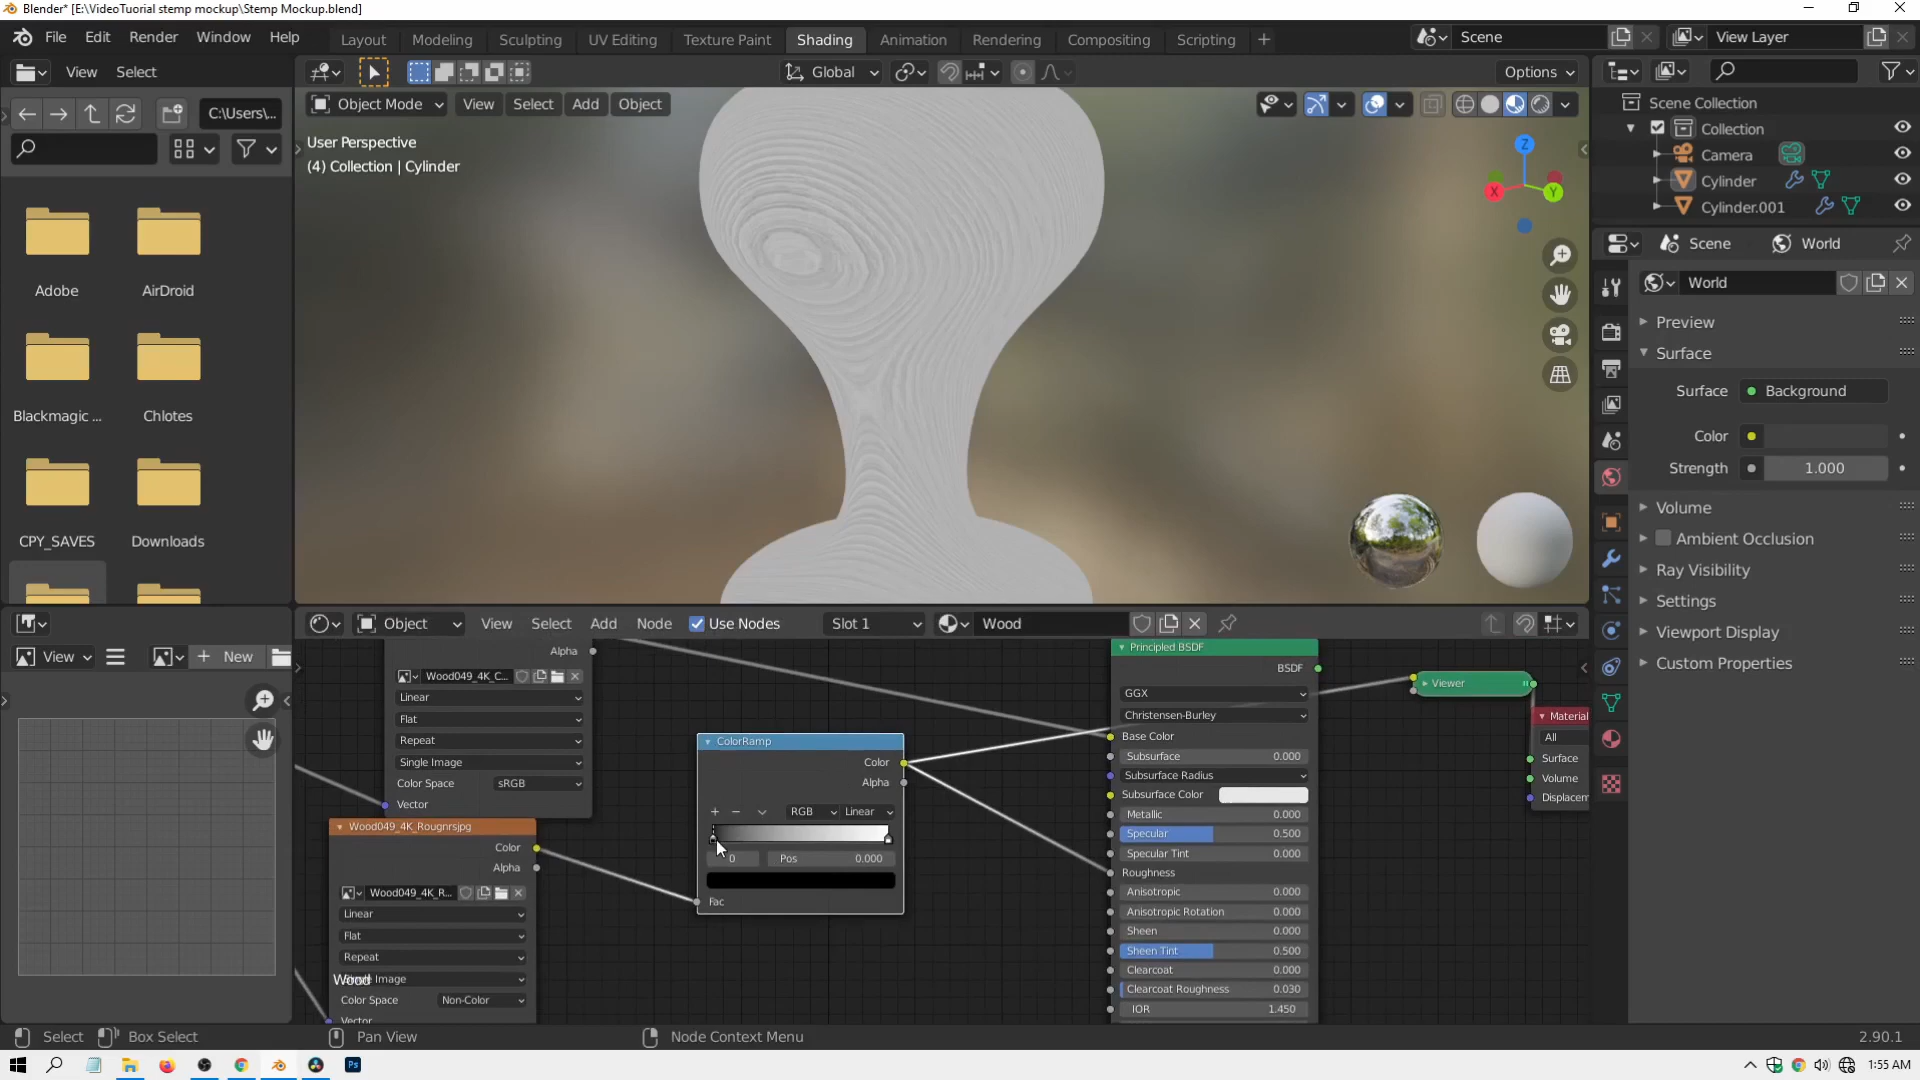 Blender* [E:\VideoTuorial stemp mockup\Stemp Mockup.blend]
File Edit Render Window Help
Layout Modeling Sculpting UV Editing Texture Paint Shading Animation Rendering Compositing Scripting
Scene
View Layer
View Select
Global
Options
C:\Users\...
Object Mode View Select Add Object
User Perspective
(4) Collection | Cylinder
Z
X
Y
Adobe
AirDroid
Blackmagic ...
Chlotes
CPY_SAVES
Downloads
Scene Collection
Collection
Camera
Cylinder
Cylinder.001
Scene
World
World
Preview
Surface
Surface
Background
Color
Strength
1.000
Volume
Ambient Occlusion
Ray Visibility
Settings
Viewport Display
Custom Properties
View
New
Object View Select Add Node Use Nodes Slot 1 Wood
Alpha
Wood049_4K_C...
Linear
Flat
Repeat
Single Image
Color Space
sRGB
Vector
Wood049_4K_Rougnrsjpg
Color
Alpha
Wood049_4K_R...
Linear
Flat
Repeat
Single Image
Wood
Color Space
Non-Color
Vector
ColorRamp
Color
Alpha
RGB
Linear
0
Pos
0.000
Fac
Principled BSDF
BSDF
GGX
Christensen-Burley
Base Color
Subsurface
0.000
Subsurface Radius
Subsurface Color
Metallic
0.000
Specular
0.500
Specular Tint
0.000
Roughness
Anisotropic
0.000
Anisotropic Rotation
0.000
Sheen
0.000
Sheen Tint
0.500
Clearcoat
0.000
Clearcoat Roughness
0.030
IOR
1.450
Viewer
Material
All
Surface
Volume
Displacem
Select
Box Select
Pan View
Node Context Menu
2.90.1
Ps
1:55 AM